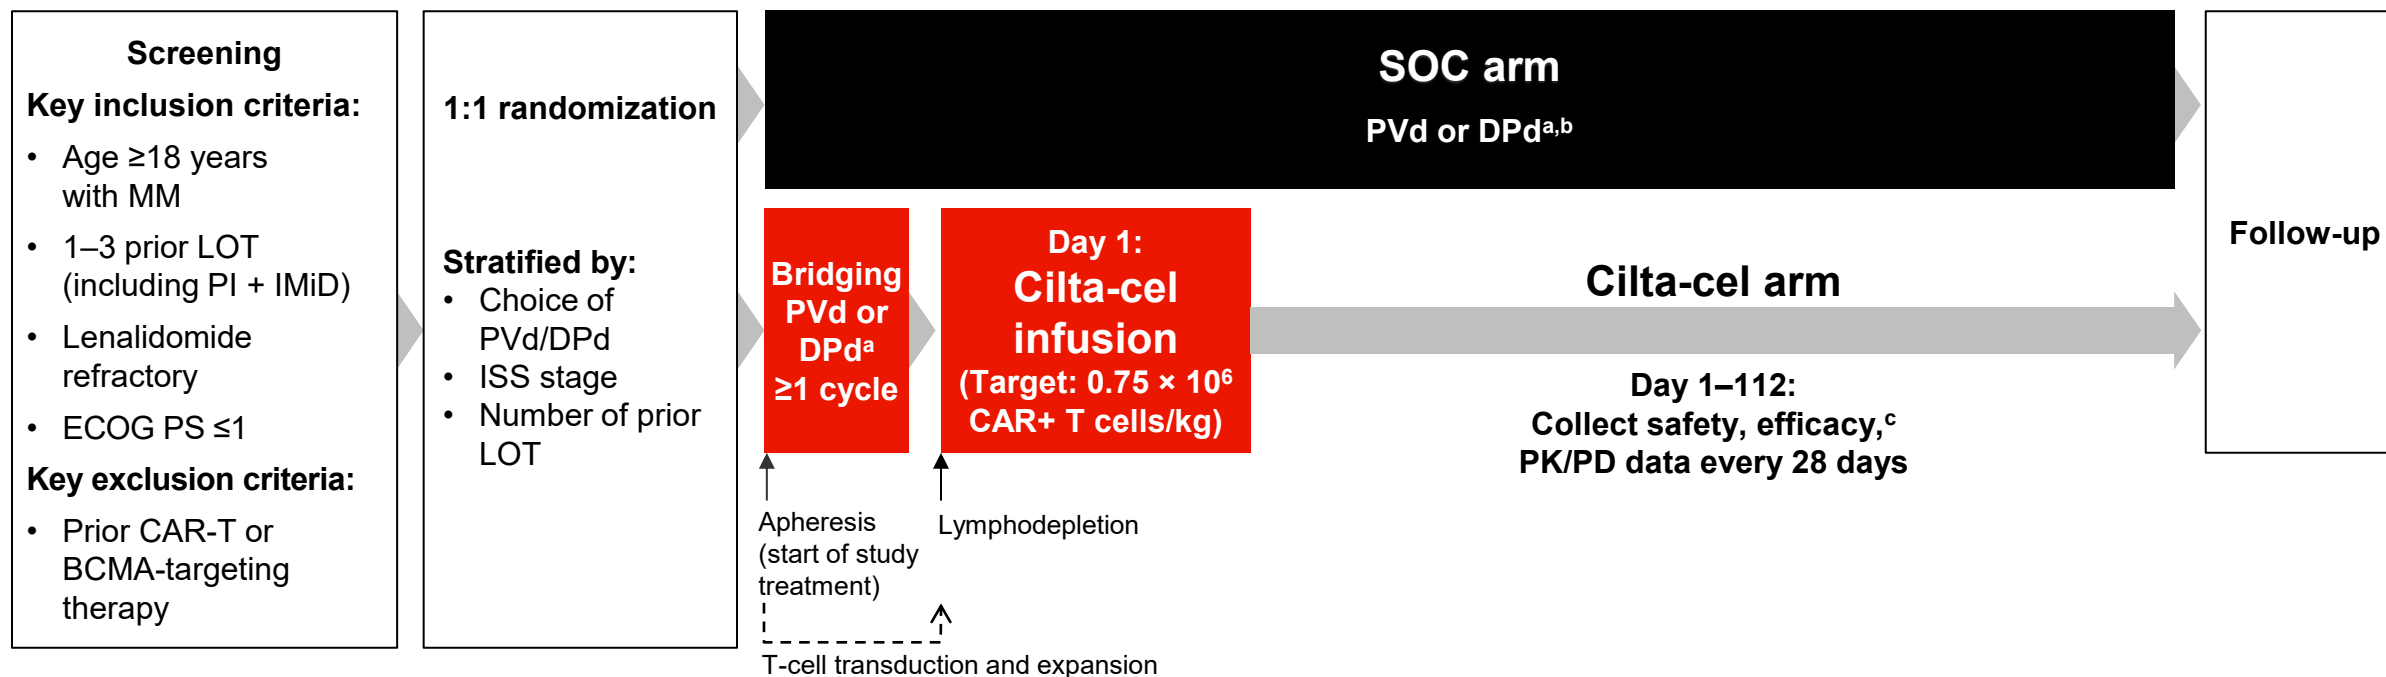 Screening
Key inclusion criteria:
• Age ≥18 years
with MM
• 1–3 prior LOT
(including PI + IMiD)
• Lenalidomide
refractory
• ECOG PS ≤1
Key exclusion criteria:
• Prior CAR-T or
BCMA-targeting
therapy
1:1 randomization
Stratified by:
• Choice of
PVd/DPd
• ISS stage
• Number of prior
LOT
SOC arm
PVd or DPdᵃ,ᵇ
Bridging
PVd or
DPdᵃ
≥1 cycle
Day 1:
Cilta-cel
infusion
(Target: 0.75 × 10⁶
CAR+ T cells/kg)
Apheresis
(start of study
treatment)
Lymphodepletion
T-cell transduction and expansion
Cilta-cel arm
Day 1–112:
Collect safety, efficacy,ᶜ
PK/PD data every 28 days
Follow-up